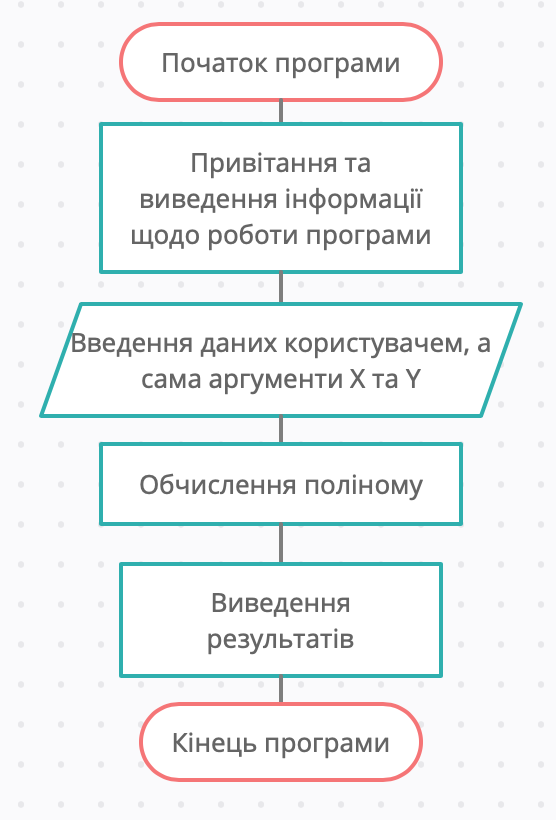 Початок програми
Привітання та
виведення інформації
щодо роботи програми
Введення даних користувачем, а
сама аргументи X та Y
Обчислення поліному
Виведення
результатів
Кінець програми